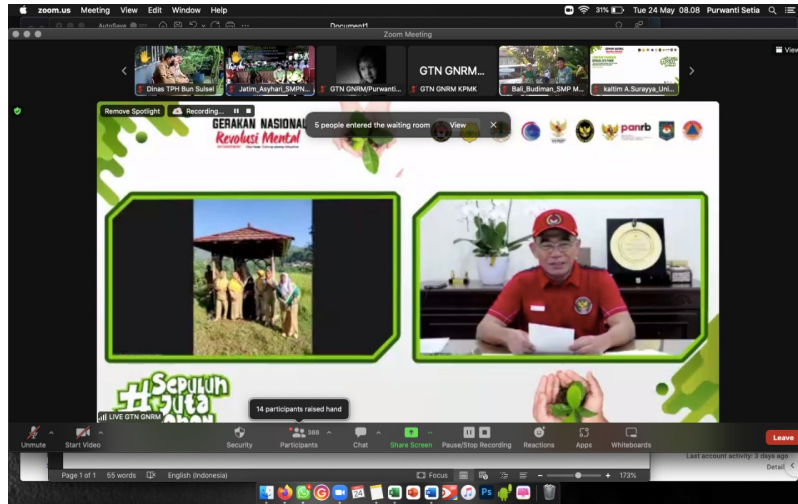 zoom.us Meeting View Edit Window Help 31% Tue 24 May 08.08 Purwanti Setia
AutoSave Document1
Zoom Meeting
View
GTN GNRM...
Dinas TPH Bun Sulsel
Jatim_Asyhari_SMPN...
GTN GNRM/Purwanti...
GTN GNRM KPMK
Bali_Budiman_SMP M...
kaltim A.Surayya_Uni...
Remove Spotlight Recording...
5 people entered the waiting room View
GERAKAN NASIONAL
Revolusi Mental
panrb
#Sepuluh
Juta
LIVE GTN GNRM
14 participants raised hand
388
Unmute Start Video Security Participants Chat Share Screen Pause/Stop Recording Reactions Apps Whiteboards Leave
Last account activity: 3 days ago
Detail
Page 1 of 1 55 words English (Indonesia) Focus 173%
24
Ps